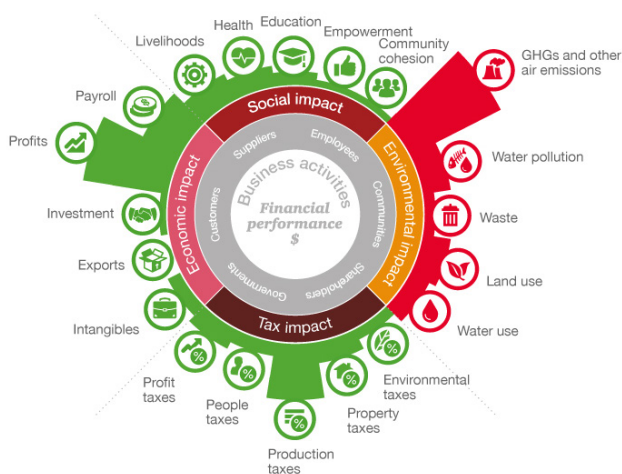 Education
Health
Empowerment
Livelihoods
Community
cohesion
GHGs and other
air emissions
Payroll
Profits
Water pollution
Investment
Waste
Exports
Land use
Intangibles
Water use
Profit
taxes
People
taxes
Production
taxes
Property
taxes
Environmental
taxes
Social impact
Environmental impact
Tax impact
Economic impact
Suppliers
Employees
Communities
Shareholders
Governments
Customers
Business activities
Financial
performance
$